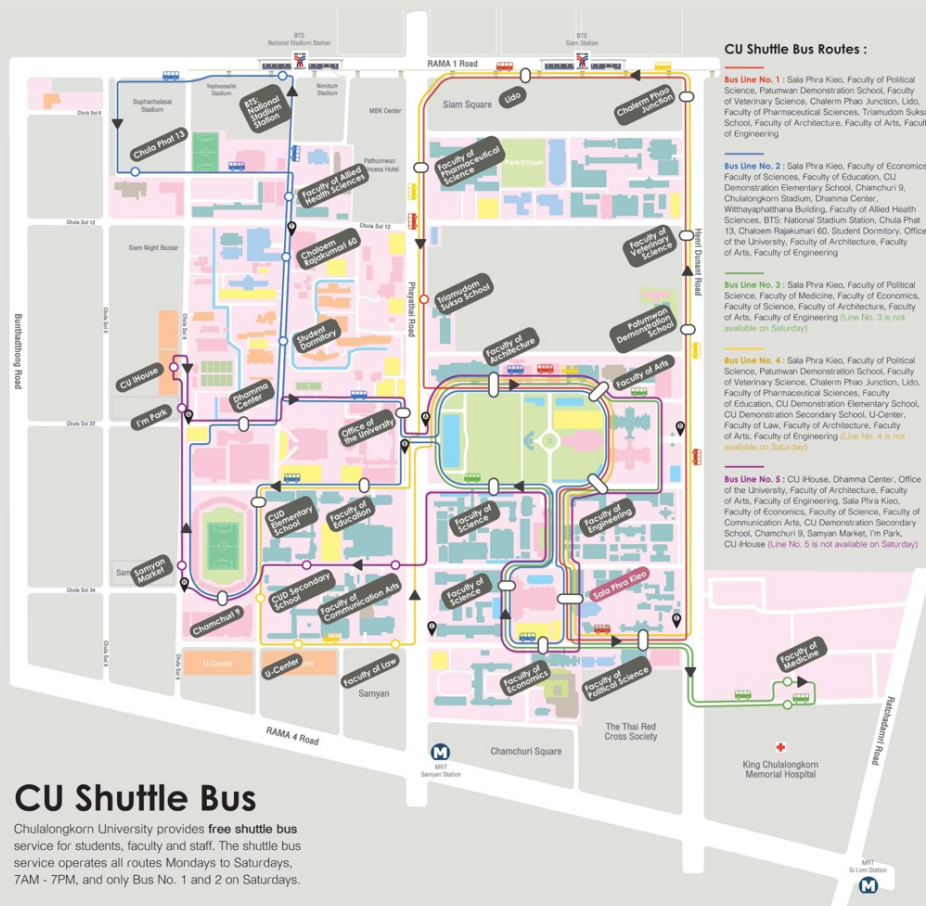 BTS
National Stadium Station
BTS
Siam Station
RAMA 1 Road
Suphachalasai
Stadium
Tephassadin
Stadium
Nimibutr
Stadium
MBK Center
Siam Square
Lido
Chalerm Phao
Junction
BTS:
National
Stadium
Station
Chula Soi 9
Chula Phat 13
Faculty of
Pharmaceutical
Science
Park @Siam
Pathumwan
Princess Hotel
Faculty of Allied
Health Sciences
Chula Soi 12
Chula Soi 12
Siam Night Bazaar
Chaloem
Rajakumari 60
Faculty of
Veterinary
Science
Henri Dunant Road
Phayathai Road
Triamudom
Suksa School
Patumwan
Demonstration
School
Banthadthong Road
Chula Soi 5
Chula Soi 9
Student
Dormitory
Faculty of
Architecture
Faculty of Arts
CU iHouse
I'm Park
Dhamma
Center
Office of
the University
Chula Soi 22
CUD
Elementary
School
Faculty of
Education
Faculty of
Science
Faculty of
Engineering
Samyan
Market
CUD Secondary
School
Faculty of
Communication Arts
Faculty of
Science
Sala Phra Kieo
Chula Soi 34
Chamchuri 9
Chula Soi 5
Chula Soi 9
U-Center
U-Center
Faculty of Law
Samyan
Faculty of
Economics
Faculty of
Political Science
Faculty of
Medicine
RAMA 4 Road
M
MRT
Samyan Station
Chamchuri Square
The Thai Red
Cross Society
King Chulalongkorn
Memorial Hospital
Ratchadamri Road
MRT
Si Lom Station
M
CU Shuttle Bus Routes :
Bus Line No. 1 : Sala Phra Kieo, Faculty of Political
Science, Patumwan Demonstration School, Faculty
of Veterinary Science, Chalerm Phao Junction, Lido,
Faculty of Pharmaceutical Sciences, Triamudom Suksa
School, Faculty of Architecture, Faculty of Arts, Facult
of Engineering
Bus Line No. 2 : Sala Phra Kieo, Faculty of Economics
Faculty of Sciences, Faculty of Education, CU
Demonstration Elementary School, Chamchuri 9,
Chulalongkorn Stadium, Dhamma Center,
Witthayaphatthana Building, Faculty of Allied Health
Sciences, BTS: National Stadium Station, Chula Phat
13, Chaloem Rajakumari 60, Student Dormitory, Office
of the University, Faculty of Architecture, Faculty
of Arts, Faculty of Engineering
Bus Line No. 3 : Sala Phra Kieo, Faculty of Political
Science, Faculty of Medicine, Faculty of Economics,
Faculty of Science, Faculty of Architecture, Faculty
of Arts, Faculty of Engineering (Line No. 3 is not
available on Saturday)
Bus Line No. 4 : Sala Phra Kieo, Faculty of Political
Science, Patumwan Demonstration School, Faculty
of Veterinary Science, Chalerm Phao Junction, Lido,
Faculty of Pharmaceutical Sciences, Faculty
of Education, CU Demonstration Elementary School,
CU Demonstration Secondary School, U-Center,
Faculty of Law, Faculty of Architecture, Faculty
of Arts, Faculty of Engineering (Line No. 4 is not
available on Saturday)
Bus Line No. 5 : CU iHouse, Dhamma Center, Office
of the University, Faculty of Architecture, Faculty
of Arts, Faculty of Engineering, Sala Phra Kieo,
Faculty of Economics, Faculty of Science, Faculty of
Communication Arts, CU Demonstration Secondary
School, Chamchuri 9, Samyan Market, I'm Park,
CU iHouse (Line No. 5 is not available on Saturday)
CU Shuttle Bus
Chulalongkorn University provides free shuttle bus
service for students, faculty and staff. The shuttle bus
service operates all routes Mondays to Saturdays,
7AM - 7PM, and only Bus No. 1 and 2 on Saturdays.